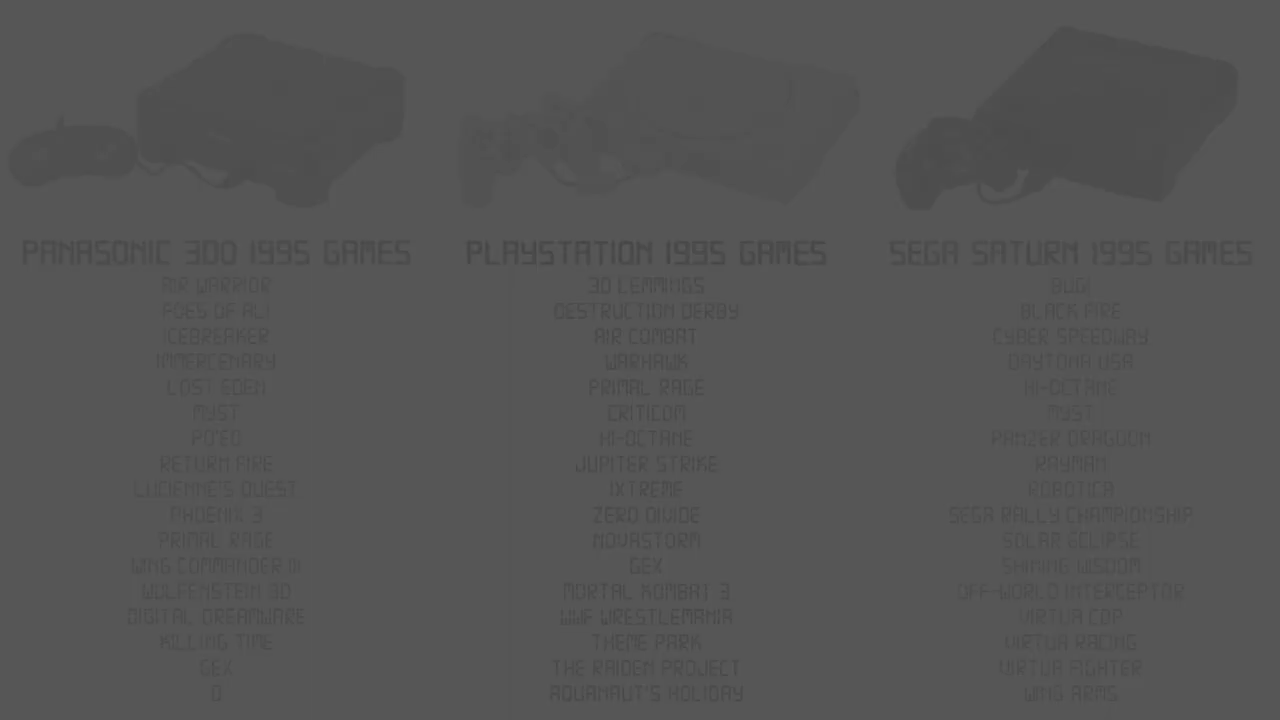 PANASONIC 3DO 1995 GAMES
AIR WARRIOR
FOES OF ALI
ICEBREAKER
IMMERCENARY
LOST EDEN
MYST
PO'ED
RETURN FIRE
LUCIENNE'S QUEST
PHOENIX 3
PRIMAL RAGE
WING COMMANDER III
WOLFENSTEIN 3D
DIGITAL DREAMWARE
KILLING TIME
GEX
D
PLAYSTATION 1995 GAMES
3D LEMMINGS
DESTRUCTION DERBY
AIR COMBAT
WARHAWK
PRIMAL RAGE
CRITICOM
HI-OCTANE
JUPITER STRIKE
IXTREME
ZERO DIVIDE
NOVASTORM
GEX
MORTAL KOMBAT 3
WWF WRESTLEMANIA
THEME PARK
THE RAIDEN PROJECT
AQUANAUT'S HOLIDAY
SEGA SATURN 1995 GAMES
BUG!
BLACK FIRE
CYBER SPEEDWAY
DAYTONA USA
HI-OCTANE
MYST
PANZER DRAGOON
RAYMAN
ROBOTICA
SEGA RALLY CHAMPIONSHIP
SOLAR ECLIPSE
SHINING WISDOM
OFF-WORLD INTERCEPTOR
VIRTUA COP
VIRTUA RACING
VIRTUA FIGHTER
WING ARMS